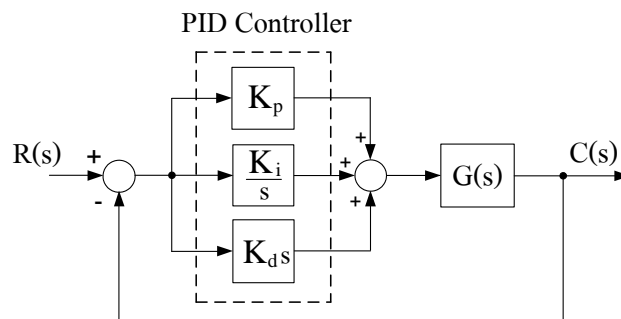 PID Controller
K_p
R(s)
+
-
K_i
s
+
+
+
G(s)
C(s)
K_d s